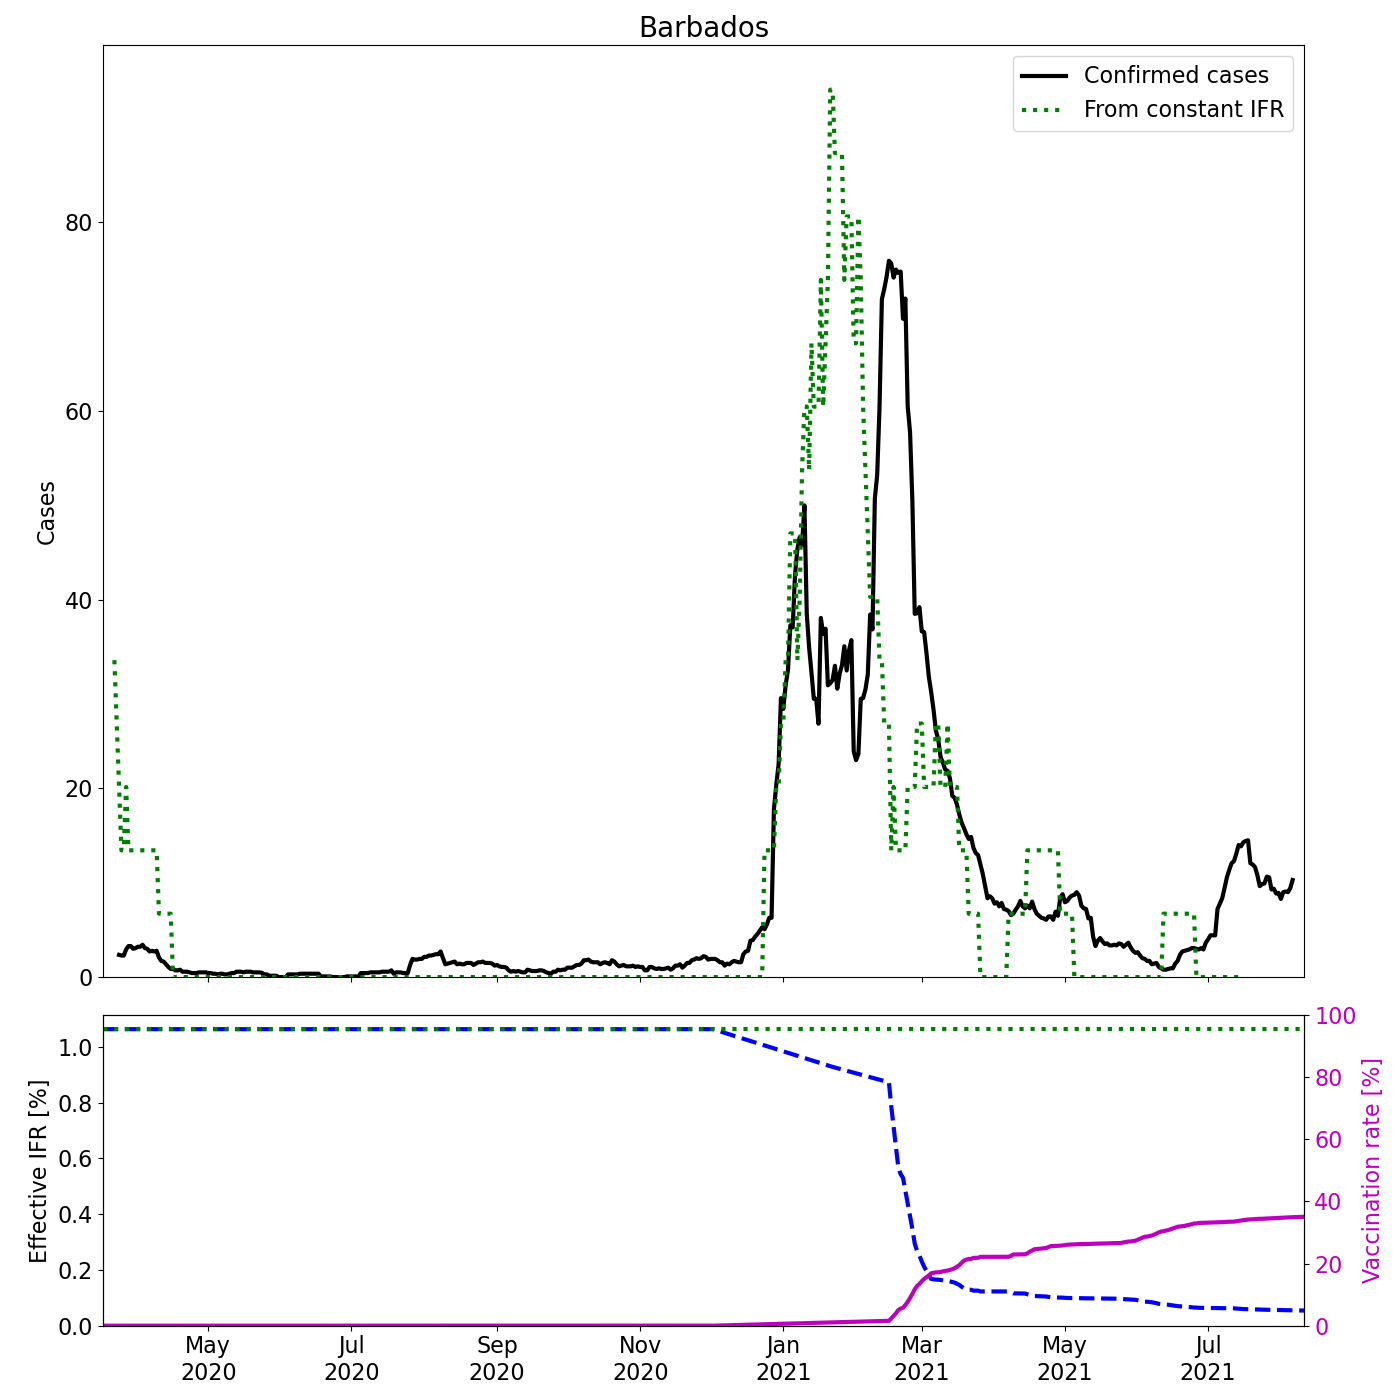 Barbados
Confirmed cases
From constant IFR
Cases
80
60
40
20
0
Effective IFR [%]
1.0
0.8
0.6
0.4
0.2
0.0
100
80
60
40
20
0
Vaccination rate [%]
May Jul Sep Nov Jan Mar May Jul
2020 2020 2020 2020 2021 2021 2021 2021